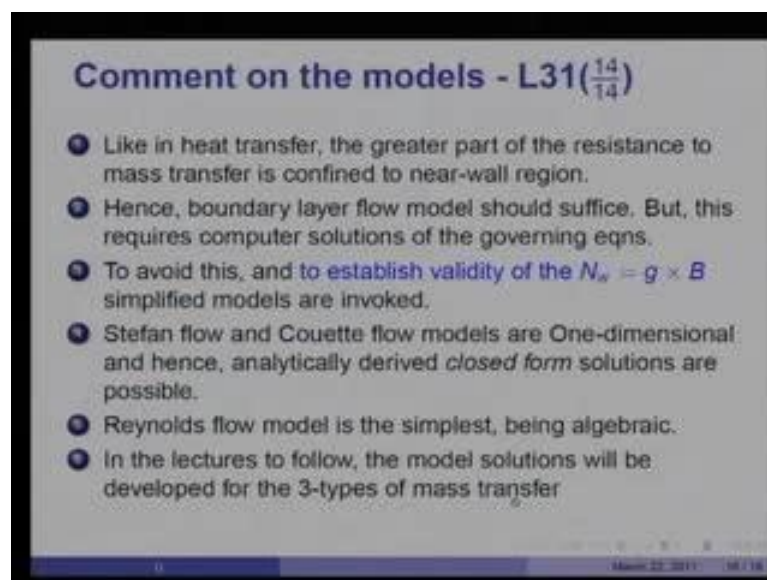 Comment on the models - L31(14/14)
Like in heat transfer, the greater part of the resistance to
mass transfer is confined to near-wall region.
Hence, boundary layer flow model should suffice. But, this
requires computer solutions of the governing eqns.
To avoid this, and to establish validity of the N_w = g × B
simplified models are invoked.
Stefan flow and Couette flow models are One-dimensional
and hence, analytically derived closed form solutions are
possible.
Reynolds flow model is the simplest, being algebraic.
In the lectures to follow, the model solutions will be
developed for the 3-types of mass transfer
March 22, 2011